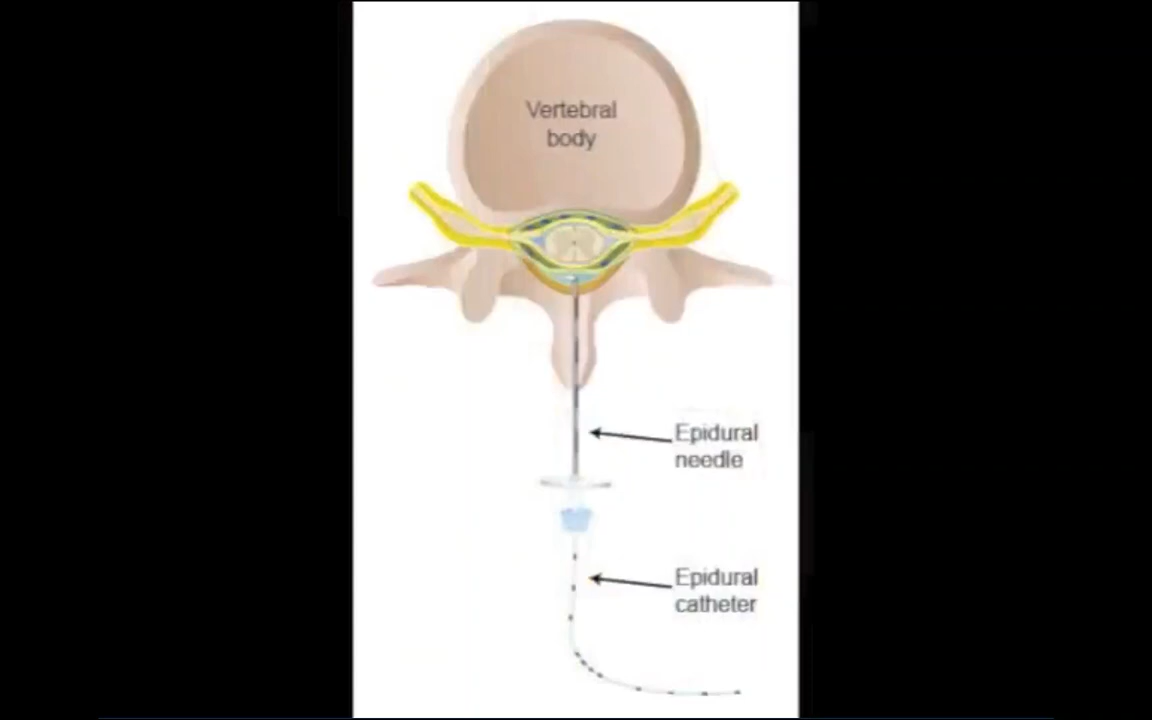 Vertebral
body
Epidural
needle
Epidural
catheter